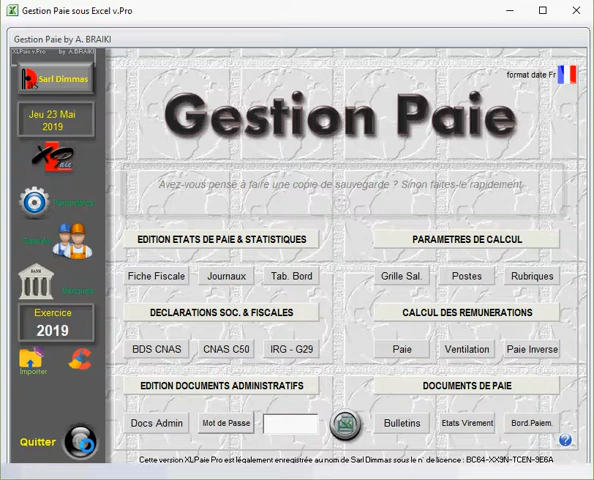 Gestion Paie sous Excel v.Pro
Gestion Paie by A. BRAIKI
XLPaie v.Pro by A.BRAIKI
Sarl Dimmas
format date Fr
Jeu 23 Mai
2019
Gestion Paie
Paie
Avez-vous pensé à faire une copie de sauvegarde ? Sinon faites-le rapidement
EDITION ETATS DE PAIE & STATISTIQUES
PARAMETRES DE CALCUL
Fiche Fiscale
Journaux
Tab. Bord
Grille Sal.
Postes
Rubriques
DECLARATIONS SOC. & FISCALES
CALCUL DES REMUNERATIONS
Exercice
2019
BDS CNAS
CNAS C50
IRG - G29
Paie
Ventilation
Paie Inverse
Importer
EDITION DOCUMENTS ADMINISTRATIFS
DOCUMENTS DE PAIE
Docs Admin
Mot de Passe
Bulletins
Etats Virement
Bord.Paiem.
Quitter
?
Cette version XLPaie Pro est légalement enregistrée au nom de Sarl Dimmas sous le n° de licence : BC64-XX9N-TCEN-9E6A